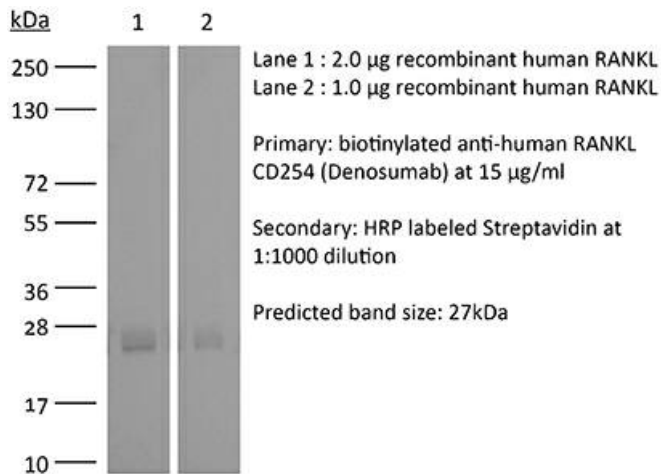 kDa
1 2
250
130
72
55
36
28
17
10
Lane 1 : 2.0 µg recombinant human RANKL
Lane 2 : 1.0 µg recombinant human RANKL
Primary: biotinylated anti-human RANKL
CD254 (Denosumab) at 15 µg/ml
Secondary: HRP labeled Streptavidin at
1:1000 dilution
Predicted band size: 27kDa